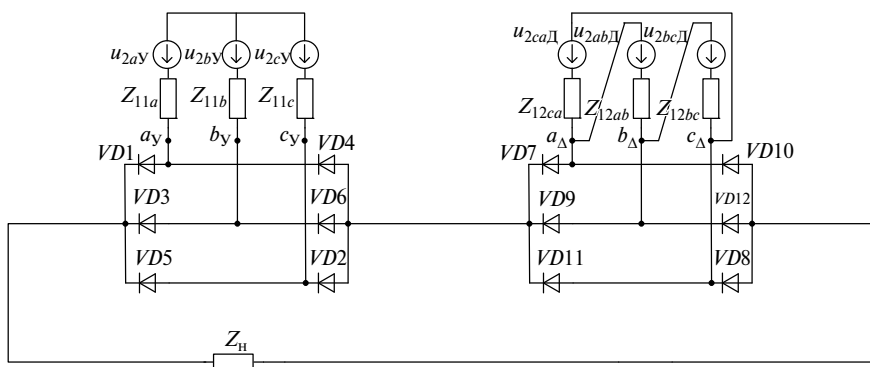 u2aУ u2bУ u2cУ u2caД u2abД u2bcД
Z11a Z11b Z11c Z12ca Z12ab Z12bc
aУ bУ cУ aΔ bΔ cΔ
VD1 VD4 VD7 VD10
VD3 VD6 VD9 VD12
VD5 VD2 VD11 VD8
Zн